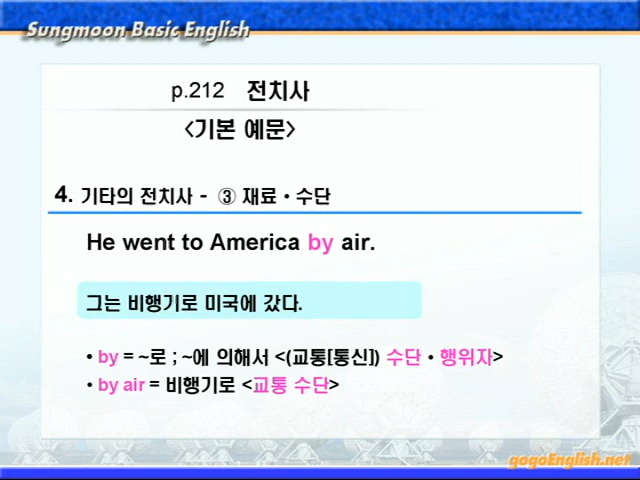 Sungmoon Basic English
p.212 전치사
<기본 예문>
4. 기타의 전치사 - ③ 재료 • 수단
He went to America by air.
그는 비행기로 미국에 갔다.
• by = ~로 ; ~에 의해서 <(교통[통신]) 수단 • 행위자>
• by air = 비행기로 <교통 수단>
gogoEnglish.net